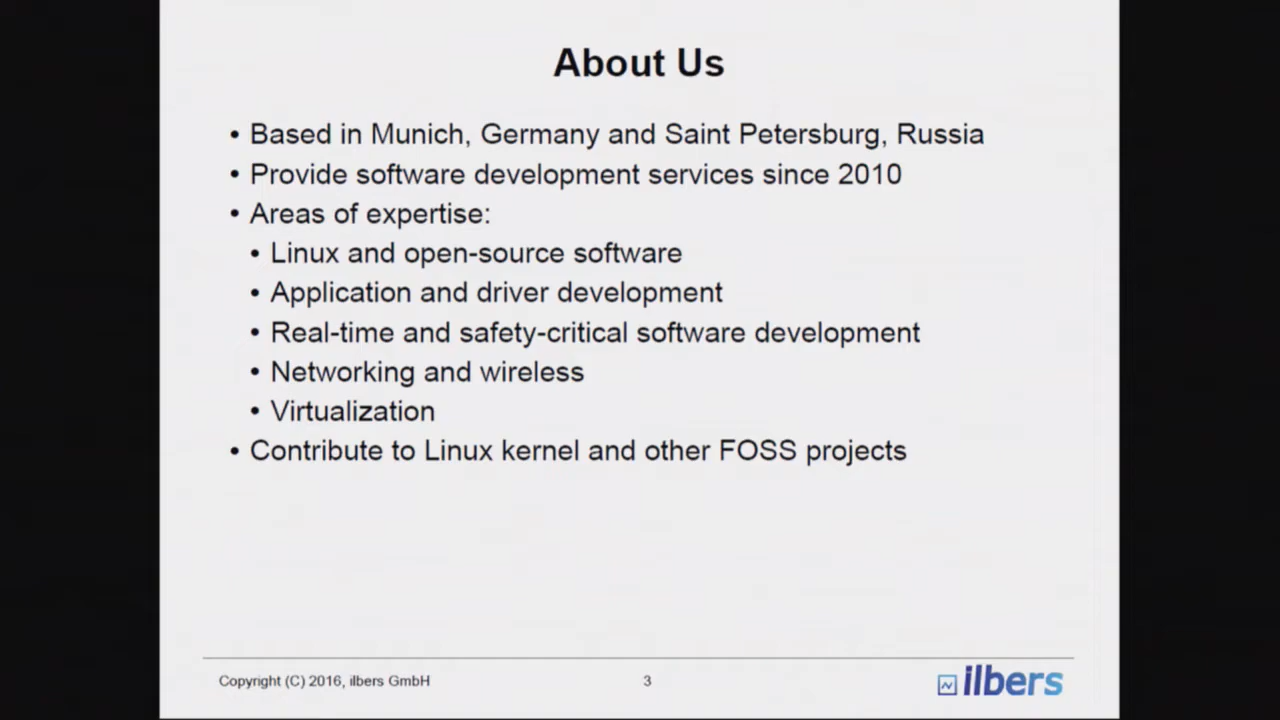 About Us
• Based in Munich, Germany and Saint Petersburg, Russia
• Provide software development services since 2010
• Areas of expertise:
• Linux and open-source software
• Application and driver development
• Real-time and safety-critical software development
• Networking and wireless
• Virtualization
• Contribute to Linux kernel and other FOSS projects
Copyright (C) 2016, ilbers GmbH
3
ilbers